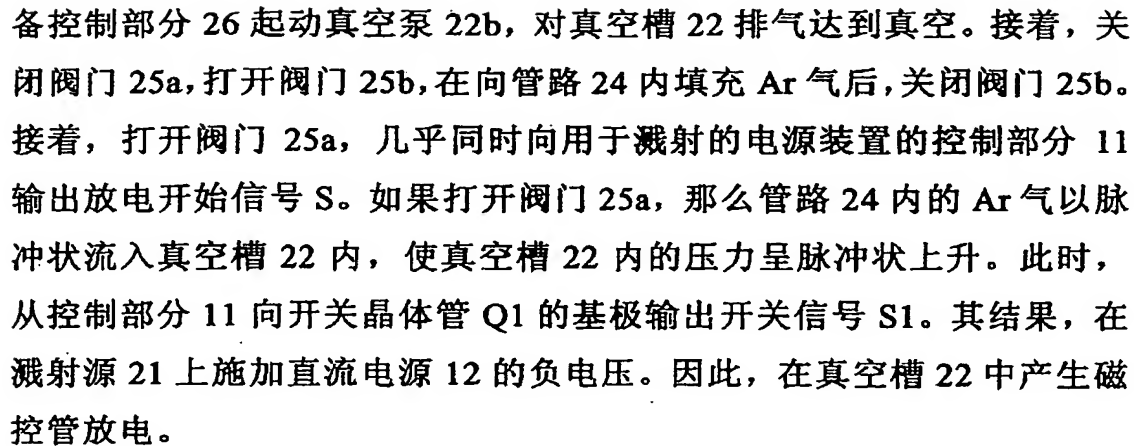 备控制部分 26 起动真空泵 22b，对真空槽 22 排气达到真空。接着，关
闭阀门 25a，打开阀门 25b，在向管路 24 内填充 Ar 气后，关闭阀门 25b。
接着，打开阀门 25a，几乎同时向用于溅射的电源装置的控制部分 11
输出放电开始信号 S。如果打开阀门 25a，那么管路 24 内的 Ar 气以脉
冲状流入真空槽 22 内，使真空槽 22 内的压力呈脉冲状上升。此时，
从控制部分 11 向开关晶体管 Q1 的基极输出开关信号 S1。其结果，在
溅射源 21 上施加直流电源 12 的负电压。因此，在真空槽 22 中产生磁
控管放电。